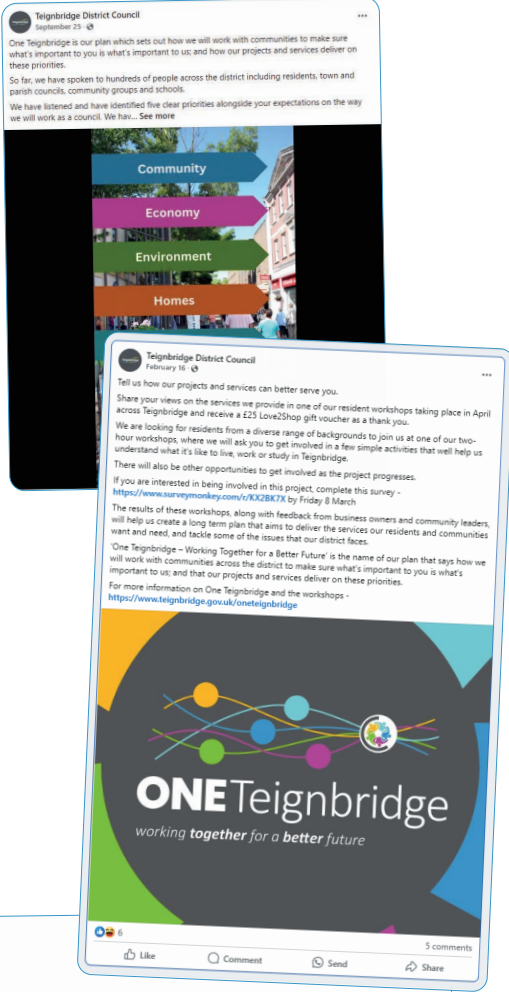 Teignbridge District Council
September 25 ·
One Teignbridge is our plan which sets out how we will work with communities to make sure
what's important to you is what's important to us; and how our projects and services deliver on
these priorities.
So far, we have spoken to hundreds of people across the district including residents, town and
parish councils, community groups and schools.
We have listened and have identified five clear priorities alongside your expectations on the way
we will work as a council. We hav... See more
Community
Economy
Environment
Homes
Teignbridge District Council
February 16 ·
Tell us how our projects and services can better serve you.
Share your views on the services we provide in one of our resident workshops taking place in April
across Teignbridge and receive a £25 Love2Shop gift voucher as a thank you.
We are looking for residents from a diverse range of backgrounds to join us at one of our two-
hour workshops, where we will ask you to get involved in a few simple activities that well help us
understand what it's like to live, work or study in Teignbridge.
There will also be other opportunities to get involved as the project progresses.
If you are interested in being involved in this project, complete this survey -
https://www.surveymonkey.com/r/KX2BK7X by Friday 8 March
The results of these workshops, along with feedback from business owners and community leaders,
will help us create a long term plan that aims to deliver the services our residents and communities
want and need, and tackle some of the issues that our district faces.
'One Teignbridge – Working Together for a Better Future' is the name of our plan that says how we
will work with communities across the district to make sure what's important to you is what's
important to us; and that our projects and services deliver on these priorities.
For more information on One Teignbridge and the workshops -
https://www.teignbridge.gov.uk/oneteignbridge
ONETeignbridge
working together for a better future
6
5 comments
Like Comment Send Share